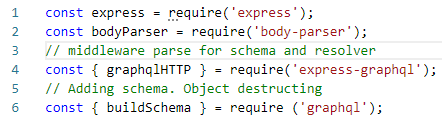 1 const express = require('express');
2 const bodyParser = require('body-parser');
3 // middleware parse for schema and resolver
4 const { graphqlHTTP } = require('express-graphql');
5 // Adding schema. Object destructing
6 const { buildSchema } = require ('graphql');